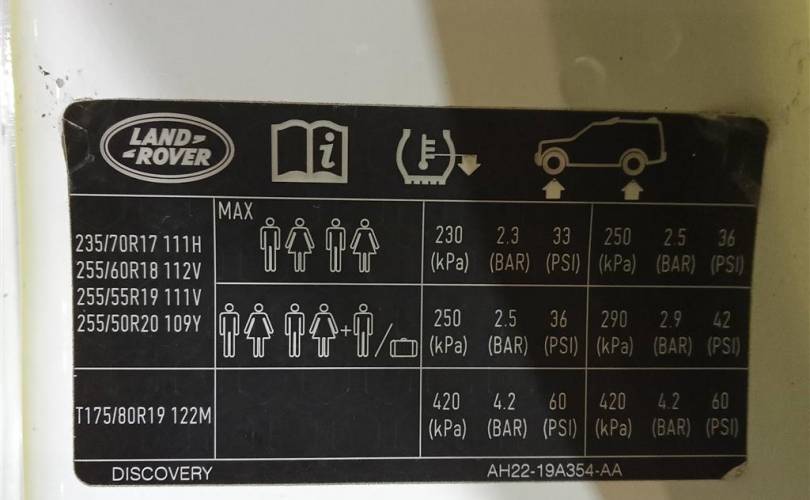 LAND-
-ROVER
i
235/70R17 111H
255/60R18 112V
255/55R19 111V
255/50R20 109Y
MAX
230 2.3 33 250 2.5 36
(kPa) (BAR) (PSI) (kPa) (BAR) (PSI)
+ /
250 2.5 36 290 2.9 42
(kPa) (BAR) (PSI) (kPa) (BAR) (PSI)
T175/80R19 122M
420 4.2 60 420 4.2 60
(kPa) (BAR) (PSI) (kPa) (BAR) (PSI)
DISCOVERY AH22-19A354-AA